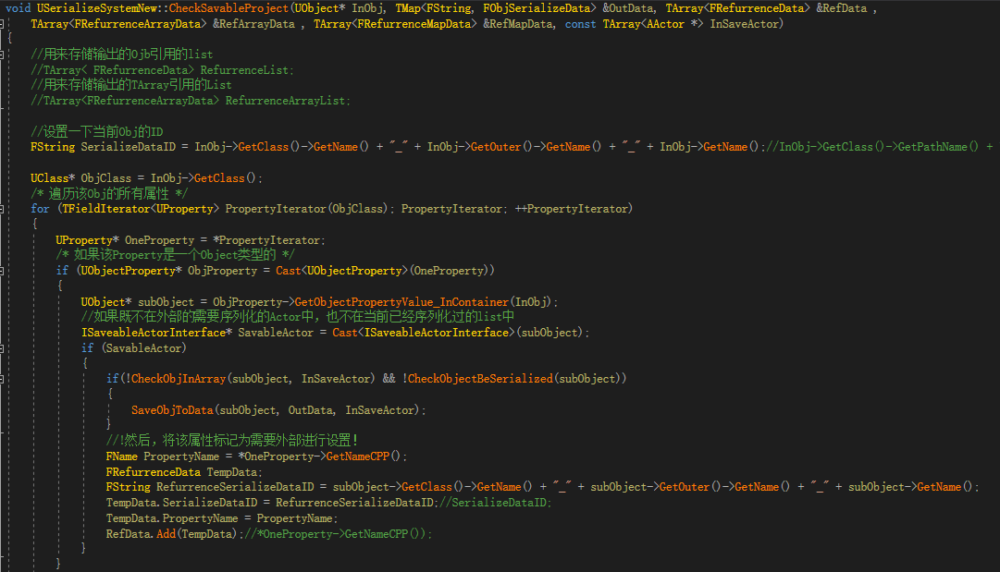 void USerializeSystemNew::CheckSavableProject(UObject* InObj, TMap<FString, FObjSerializeData> &OutData, TArray<FRefurrenceData> &RefData ,
TArray<FRefurrenceArrayData> &RefArrayData , TArray<FRefurrenceMapData> &RefMapData, const TArray<AActor *> InSaveActor)
{
//用来存储输出的Ojb引用的list
//TArray< FRefurrenceData> RefurrenceList;
//用来存储输出的TArray引用的List
//TArray<FRefurrenceArrayData> RefurrenceArrayList;
//设置一下当前Obj的ID
FString SerializeDataID = InObj->GetClass()->GetName() + "_" + InObj->GetOuter()->GetName() + "_" + InObj->GetName();//InObj->GetClass()->GetPathName() +
UClass* ObjClass = InObj->GetClass();
/* 遍历该Obj的所有属性 */
for (TFieldIterator<UProperty> PropertyIterator(ObjClass); PropertyIterator; ++PropertyIterator)
{
UProperty* OneProperty = *PropertyIterator;
/* 如果该Property是一个Object类型的 */
if (UObjectProperty* ObjProperty = Cast<UObjectProperty>(OneProperty))
{
UObject* subObject = ObjProperty->GetObjectPropertyValue_InContainer(InObj);
//如果既不在外部的需要序列化的Actor中，也不在当前已经序列化过的list中
ISaveableActorInterface* SavableActor = Cast<ISaveableActorInterface>(subObject);
if (SavableActor)
{
if(!CheckObjInArray(subObject, InSaveActor) && !CheckObjectBeSerialized(subObject))
{
SaveObjToData(subObject, OutData, InSaveActor);
}
//!然后，将该属性标记为需要外部进行设置！
FName PropertyName = *OneProperty->GetNameCPP();
FRefurrenceData TempData;
FString RefurrenceSerializeDataID = subObject->GetClass()->GetName() + "_" + subObject->GetOuter()->GetName() + "_" + subObject->GetName();
TempData.SerializeDataID = RefurrenceSerializeDataID;//SerializeDataID;
TempData.PropertyName = PropertyName;
RefData.Add(TempData);//*OneProperty->GetNameCPP());
}
}